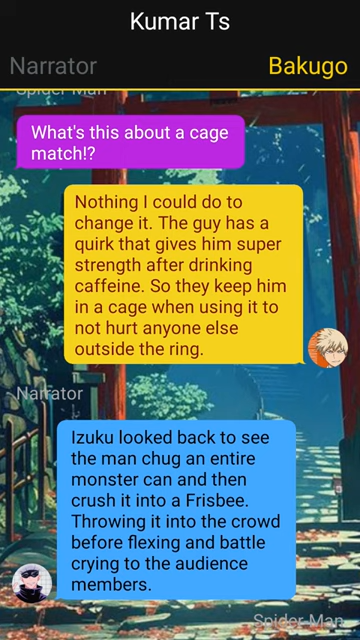 Kumar Ts
Narrator
Bakugo
Spider Man
What's this about a cage
match!?
Nothing I could do to
change it. The guy has a
quirk that gives him super
strength after drinking
caffeine. So they keep him
in a cage when using it to
not hurt anyone else
outside the ring.
Narrator
Izuku looked back to see
the man chug an entire
monster can and then
crush it into a Frisbee.
Throwing it into the crowd
before flexing and battle
crying to the audience
members.
Spider Man